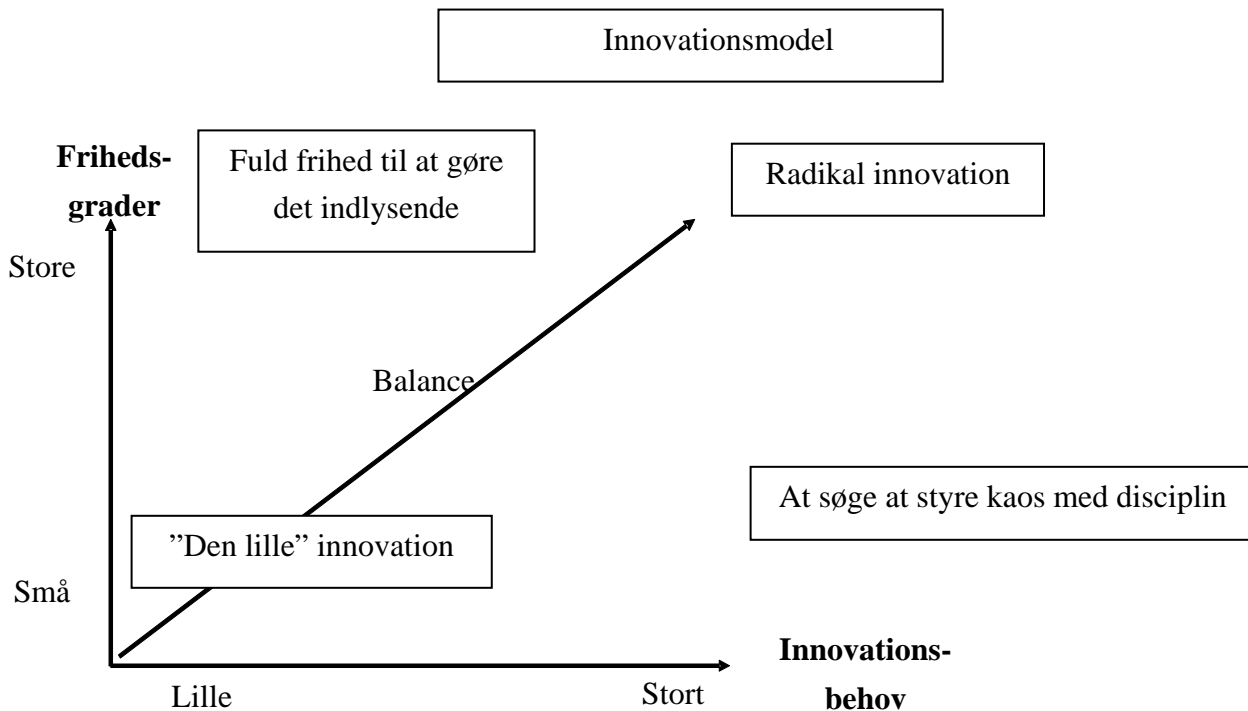 Innovationsmodel
Friheds-
grader
Fuld frihed til at gøre
det indlysende
Radikal innovation
Store
Balance
At søge at styre kaos med disciplin
”Den lille” innovation
Små
Innovations-
behov
Lille
Stort